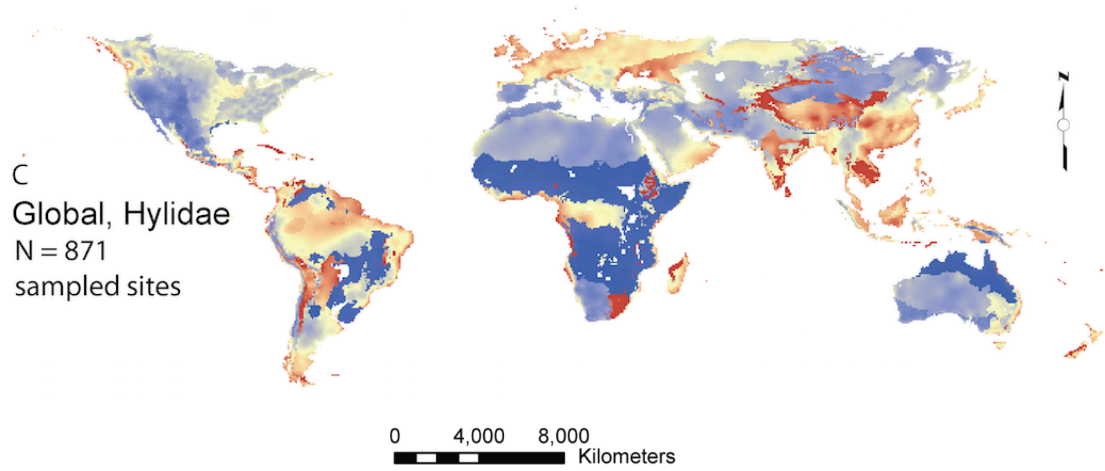 N
C
Global, Hylidae
N = 871
sampled sites
0 4,000 8,000
Kilometers